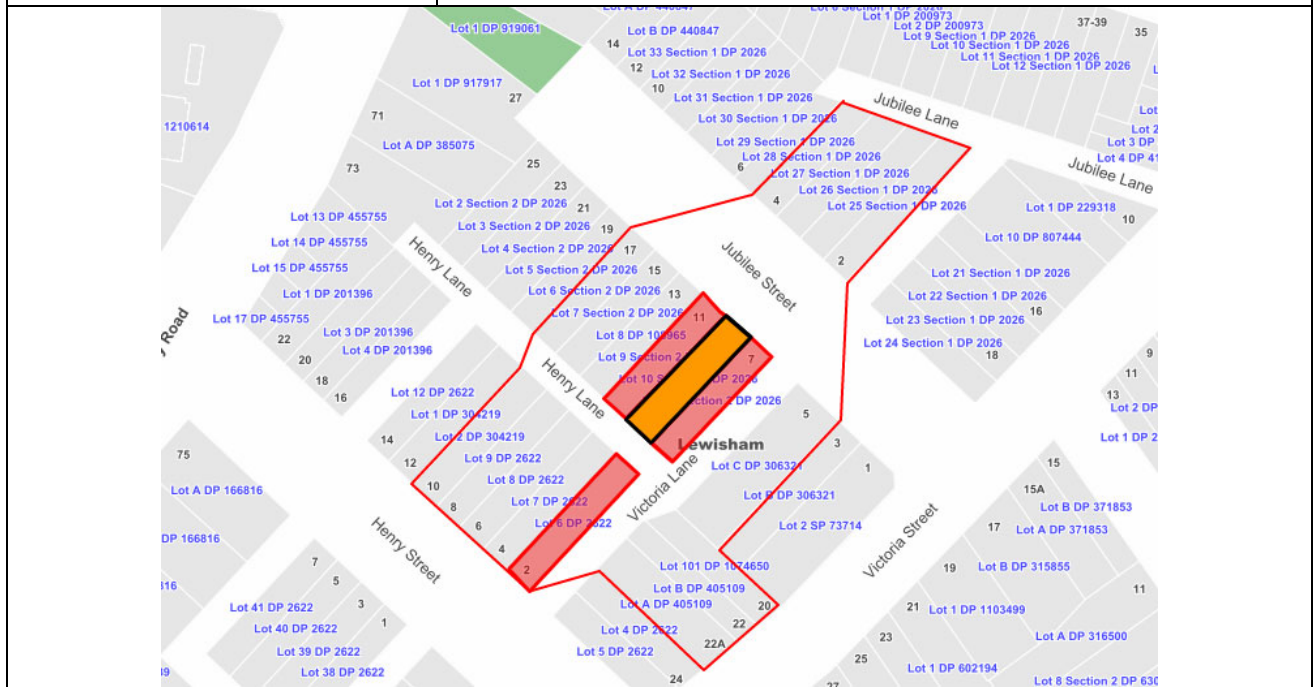 Lot 1 DP 919061
Lot B DP 440847
14
Lot 33 Section 1 DP 2026
12
Lot 32 Section 1 DP 2026
10
Lot 31 Section 1 DP 2026
Lot 30 Section 1 DP 2026
Lot 29 Section 1 DP 2026
Lot 28 Section 1 DP 2026
6
Lot 27 Section 1 DP 2026
4
Lot 26 Section 1 DP 2026
Lot 25 Section 1 DP 2026
2
Lot 1 DP 200973
Lot 2 DP 200973
Lot 9 Section 1 DP 2026
Lot 10 Section 1 DP 2026
Lot 11 Section 1 DP 2026
Lot 12 Section 1 DP 2026
37-39
35
Lot
Lot 2
Lot 3 DP
Lot 4 DP 41
Jubilee Lane
Jubilee Lane
Lot 1 DP 229318
10
Lot 10 DP 807444
Lot 21 Section 1 DP 2026
Lot 22 Section 1 DP 2026
16
Lot 23 Section 1 DP 2026
Lot 24 Section 1 DP 2026
18
Jubilee Street
1210614
Lot 1 DP 917917
27
71
Lot A DP 385075
73
25
23
Lot 2 Section 2 DP 2026
21
Lot 3 Section 2 DP 2026
19
Lot 4 Section 2 DP 2026
17
Lot 5 Section 2 DP 2026
15
Lot 6 Section 2 DP 2026
13
Lot 7 Section 2 DP 2026
11
Lot 8 DP 108965
Lot 9 Section 2
7
Lot 10 S
DP 2026
ction 2 DP 2026
Lot 13 DP 455755
Lot 14 DP 455755
Lot 15 DP 455755
Lot 1 DP 201396
Lot 17 DP 455755
Lot 3 DP 201396
Lot 4 DP 201396
22
20
18
16
y Road
Henry Lane
Henry Lane
Lewisham
Victoria Lane
Lot 12 DP 2622
Lot 1 DP 304219
14
Lot 2 DP 304219
12
Lot 9 DP 2622
10
Lot 8 DP 2622
8
Lot 7 DP 2622
6
Lot 6 DP 2622
4
2
5
3
1
Lot C DP 306321
Lot B DP 306321
Lot 2 SP 73714
Lot 101 DP 1074650
Lot B DP 405109
Lot A DP 405109
20
22
Lot 4 DP 2622
22A
Lot 5 DP 2622
24
Victoria Street
Henry Street
75
Lot A DP 166816
DP 166816
816
7
5
3
1
Lot 41 DP 2622
Lot 40 DP 2622
Lot 39 DP 2622
Lot 38 DP 2622
9
11
13
Lot 2 DP
Lot 1 DP 2
15
15A
Lot B DP 371853
17
Lot A DP 371853
19
Lot B DP 315855
11
21
Lot 1 DP 1103499
23
Lot A DP 316500
25
Lot 1 DP 602194
27
Lot 8 Section 2 DP 630